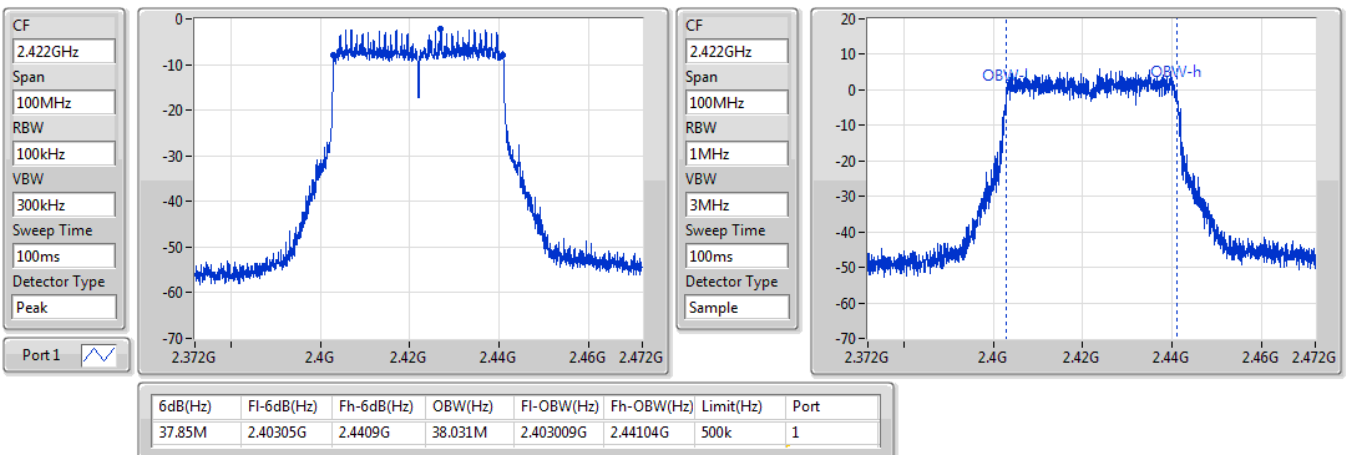 CF
2.422GHz
Span
100MHz
RBW
100kHz
VBW
300kHz
Sweep Time
100ms
Detector Type
Peak
Port 1
0
-10
-20
-30
-40
-50
-60
-70
2.372G 2.4G 2.42G 2.44G 2.46G 2.472G
CF
2.422GHz
Span
100MHz
RBW
1MHz
VBW
3MHz
Sweep Time
100ms
Detector Type
Sample
20
10
0
-10
-20
-30
-40
-50
-60
-70
OBW-l OBW-h
2.372G 2.4G 2.42G 2.44G 2.46G 2.472G
6dB(Hz) Fl-6dB(Hz) Fh-6dB(Hz) OBW(Hz) Fl-OBW(Hz) Fh-OBW(Hz) Limit(Hz) Port
37.85M 2.40305G 2.4409G 38.031M 2.403009G 2.44104G 500k 1